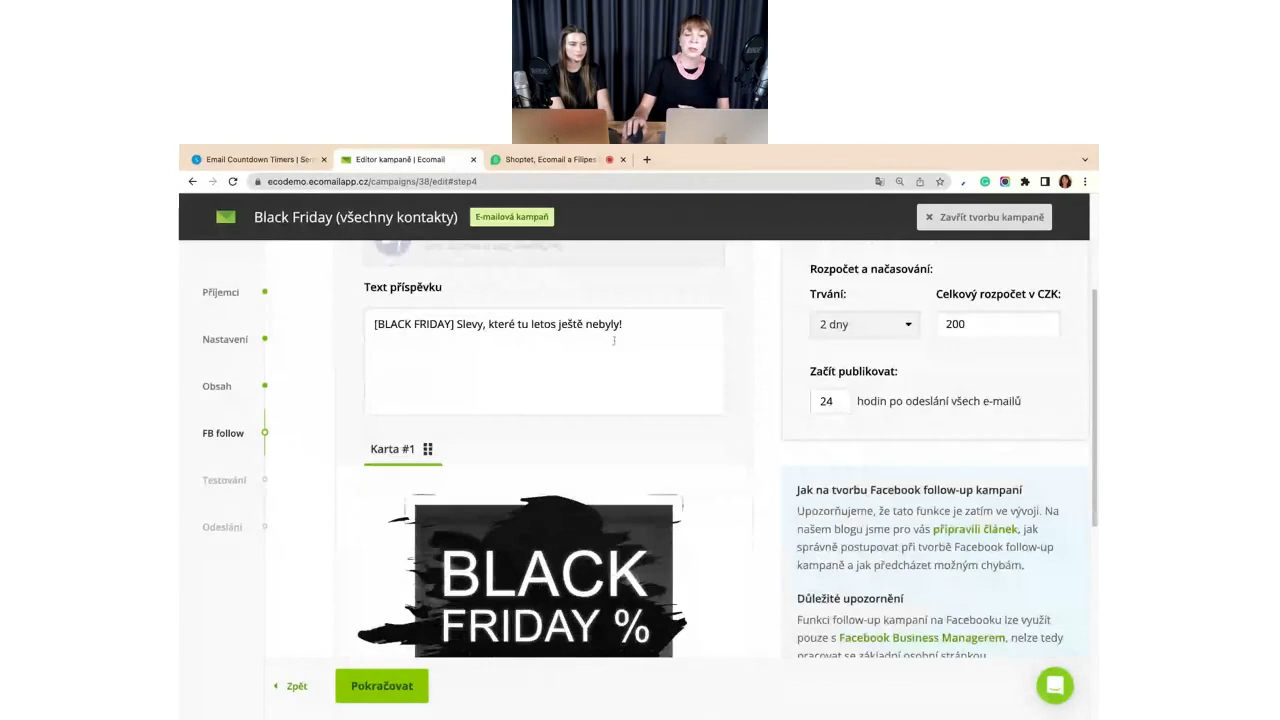 Email Countdown Timers | Sen
Editor kampaně | Ecomail
Shoptet, Ecomail a Filipes
ecodemo.ecomailapp.cz/campaigns/38/edit#step4
Black Friday (všechny kontakty)
E-mailová kampaň
Zavřít tvorbu kampaně
Příjemci
Nastavení
Obsah
FB follow
Testování
Odeslání
Text příspěvku
[BLACK FRIDAY] Slevy, které tu letos ještě nebyly!
Karta #1
BLACK
FRIDAY %
Rozpočet a načasování:
Trvání:
Celkový rozpočet v CZK:
2 dny
200
Začít publikovat:
24 hodin po odeslání všech e-mailů
Jak na tvorbu Facebook follow-up kampaní
Upozorňujeme, že tato funkce je zatím ve vývoji. Na
našem blogu jsme pro vás připravili článek, jak
správně postupovat při tvorbě Facebook follow-up
kampaně a jak předcházet možným chybám.
Důležité upozornění
Funkci follow-up kampaní na Facebooku lze využít
pouze s Facebook Business Managerem, nelze tedy
pracovat se základní osobní stránkou.
Zpět
Pokračovat